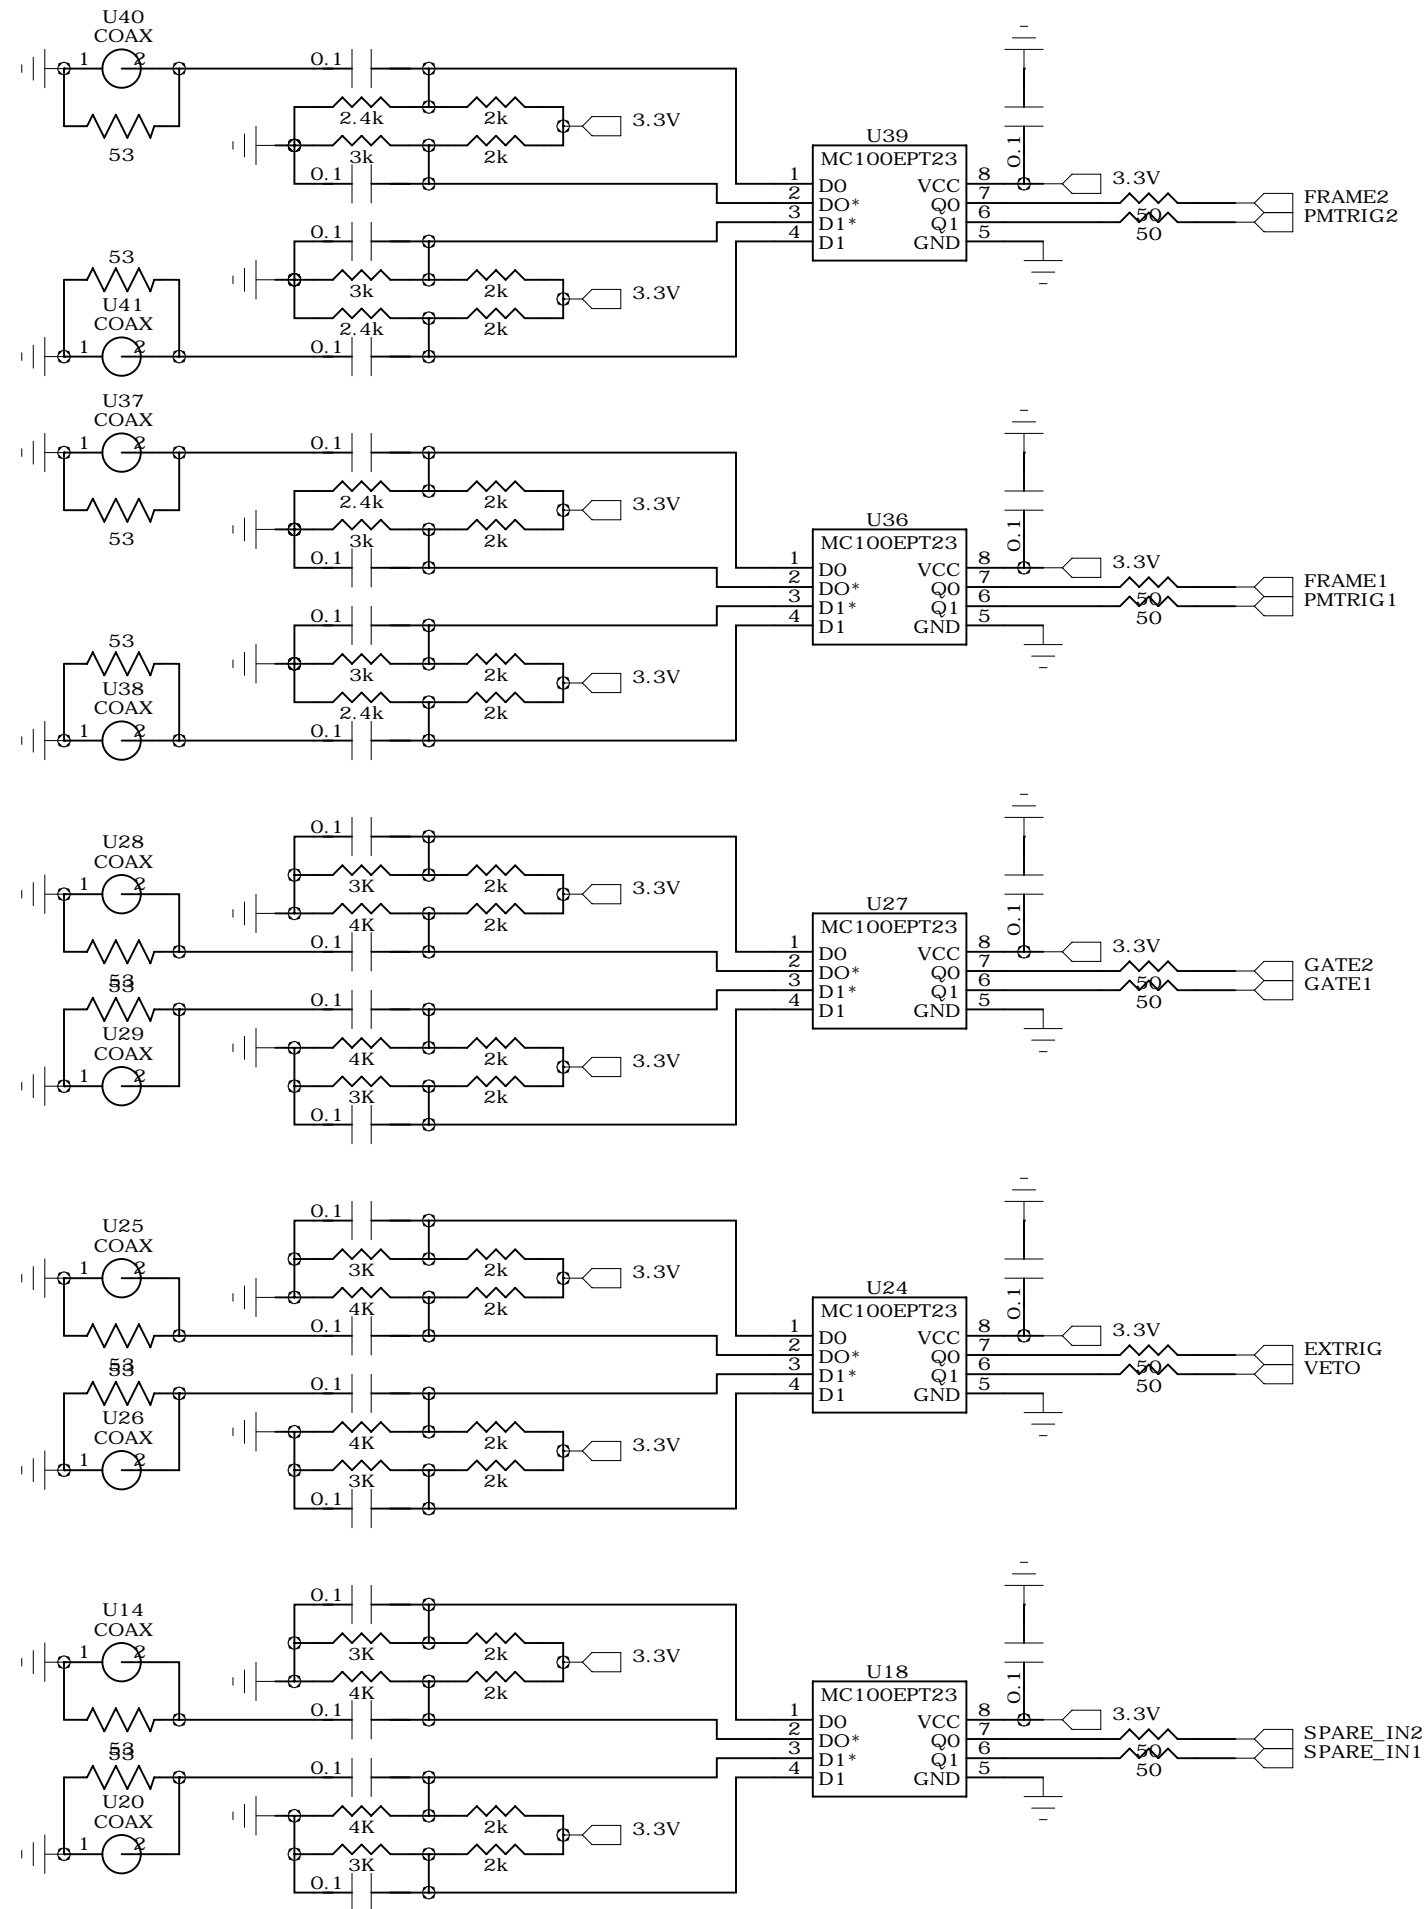 U40
COAX
1 2
53
0.1
2.4k 2k
3.3V
3k 2k
0.1
U39
MC100EPT23
1 D0 VCC 8
2 DO* Q0 7
3 D1* Q1 6
4 D1 GND 5
0.1
3.3V
50
50
FRAME2
PMTRIG2
0.1
3k 2k
3.3V
2.4k 2k
0.1
53
U41
COAX
1 2
U37
COAX
1 2
53
0.1
2.4k 2k
3.3V
3k 2k
0.1
U36
MC100EPT23
1 D0 VCC 8
2 DO* Q0 7
3 D1* Q1 6
4 D1 GND 5
0.1
3.3V
50
50
FRAME1
PMTRIG1
0.1
3k 2k
3.3V
2.4k 2k
0.1
53
U38
COAX
1 2
U28
COAX
1 2
53
0.1
3K 2k
3.3V
4K 2k
0.1
U27
MC100EPT23
1 D0 VCC 8
2 DO* Q0 7
3 D1* Q1 6
4 D1 GND 5
0.1
3.3V
50
50
GATE2
GATE1
53
U29
COAX
1 2
0.1
4K 2k
3.3V
3K 2k
0.1
U25
COAX
1 2
53
0.1
3K 2k
3.3V
4K 2k
0.1
U24
MC100EPT23
1 D0 VCC 8
2 DO* Q0 7
3 D1* Q1 6
4 D1 GND 5
0.1
3.3V
50
50
EXTRIG
VETO
53
U26
COAX
1 2
0.1
4K 2k
3.3V
3K 2k
0.1
U14
COAX
1 2
53
0.1
3K 2k
3.3V
4K 2k
0.1
U18
MC100EPT23
1 D0 VCC 8
2 DO* Q0 7
3 D1* Q1 6
4 D1 GND 5
0.1
3.3V
50
50
SPARE_IN2
SPARE_IN1
53
U20
COAX
1 2
0.1
4K 2k
3.3V
3K 2k
0.1